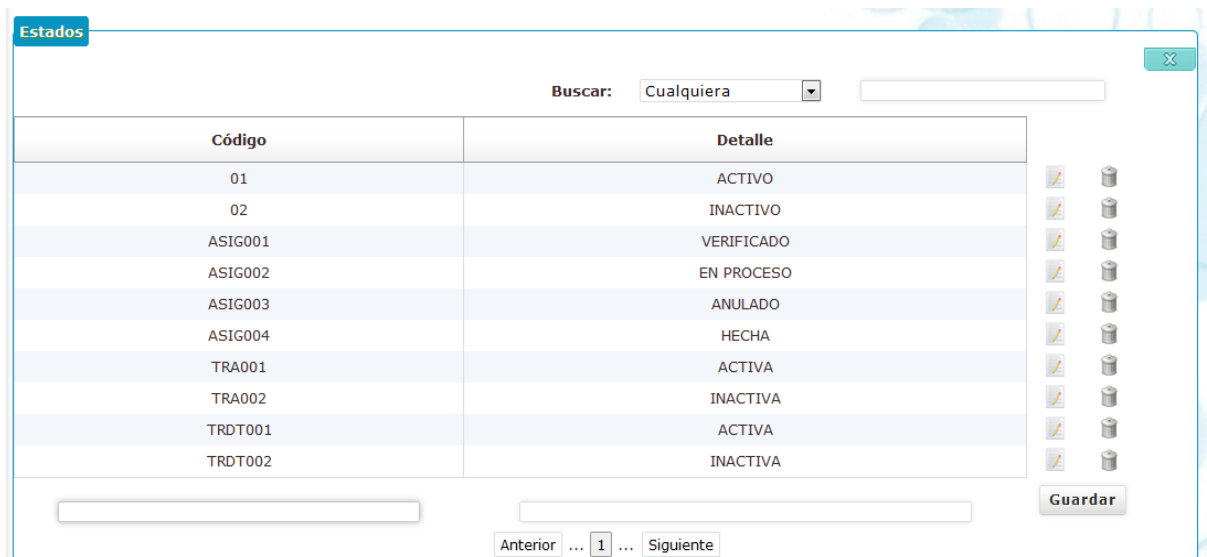 Estados
X
Buscar: Cualquiera
Código Detalle
01 ACTIVO
02 INACTIVO
ASIG001 VERIFICADO
ASIG002 EN PROCESO
ASIG003 ANULADO
ASIG004 HECHA
TRA001 ACTIVA
TRA002 INACTIVA
TRDT001 ACTIVA
TRDT002 INACTIVA
Guardar
Anterior ... 1 ... Siguiente